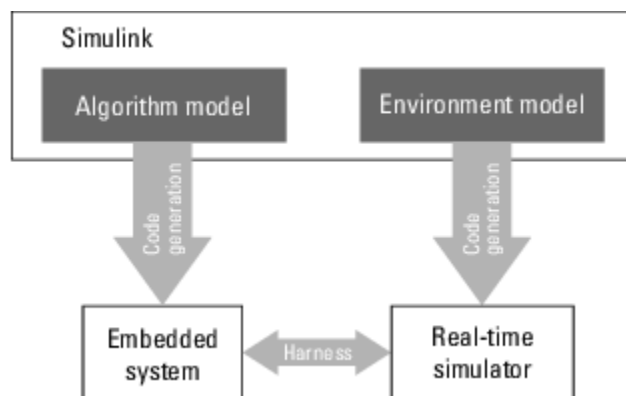 Simulink
Algorithm model
Environment model
Code
generation
Code
generation
Embedded
system
Harness
Real-time
simulator